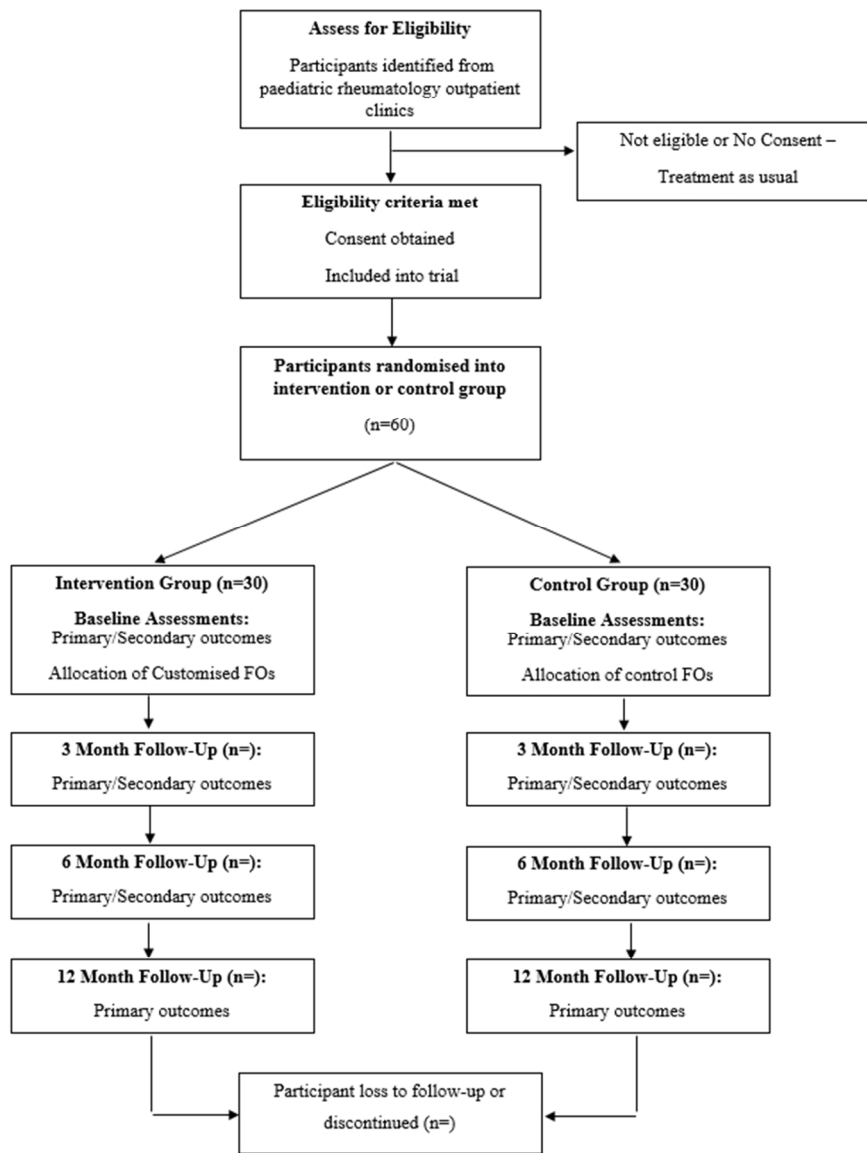 Assess for Eligibility
Participants identified from
paediatric rheumatology outpatient
clinics
Not eligible or No Consent –
Treatment as usual
Eligibility criteria met
Consent obtained
Included into trial
Participants randomised into
intervention or control group
(n=60)
Intervention Group (n=30)
Baseline Assessments:
Primary/Secondary outcomes
Allocation of Customised FOs
Control Group (n=30)
Baseline Assessments:
Primary/Secondary outcomes
Allocation of control FOs
3 Month Follow-Up (n=):
Primary/Secondary outcomes
3 Month Follow-Up (n=):
Primary/Secondary outcomes
6 Month Follow-Up (n=):
Primary/Secondary outcomes
6 Month Follow-Up (n=):
Primary/Secondary outcomes
12 Month Follow-Up (n=):
Primary outcomes
12 Month Follow-Up (n=):
Primary outcomes
Participant loss to follow-up or
discontinued (n=)